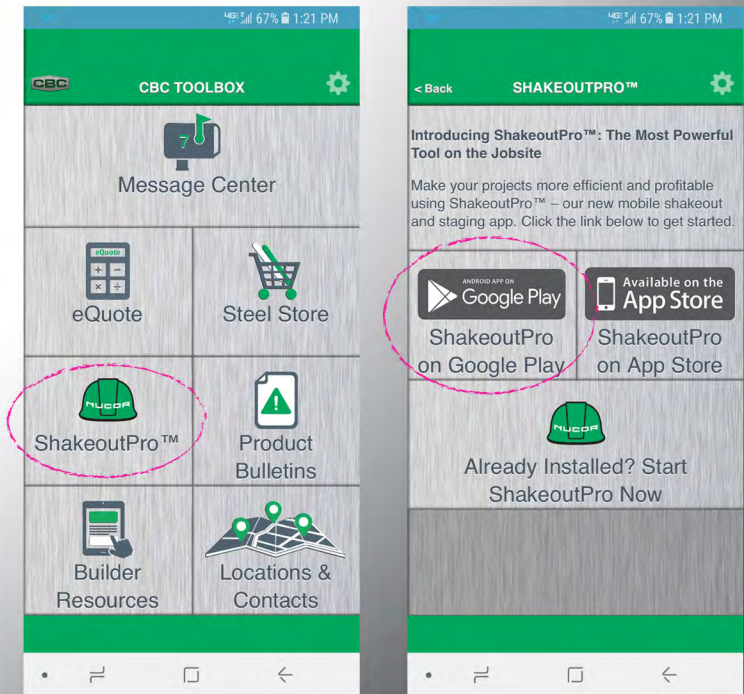 4GE 67% 1:21 PM
CBC
CBC TOOLBOX
7
Message Center
eQuote
+ -
× ÷
eQuote
Steel Store
NUCOR
ShakeoutPro™
Product
Bulletins
Builder
Resources
Locations &
Contacts
4GE 67% 1:21 PM
< Back
SHAKEOUTPRO™
Introducing ShakeoutPro™: The Most Powerful
Tool on the Jobsite
Make your projects more efficient and profitable
using ShakeoutPro™ – our new mobile shakeout
and staging app. Click the link below to get started.
ANDROID APP ON
Google Play
ShakeoutPro
on Google Play
Available on the
App Store
ShakeoutPro
on App Store
NUCOR
Already Installed? Start
ShakeoutPro Now